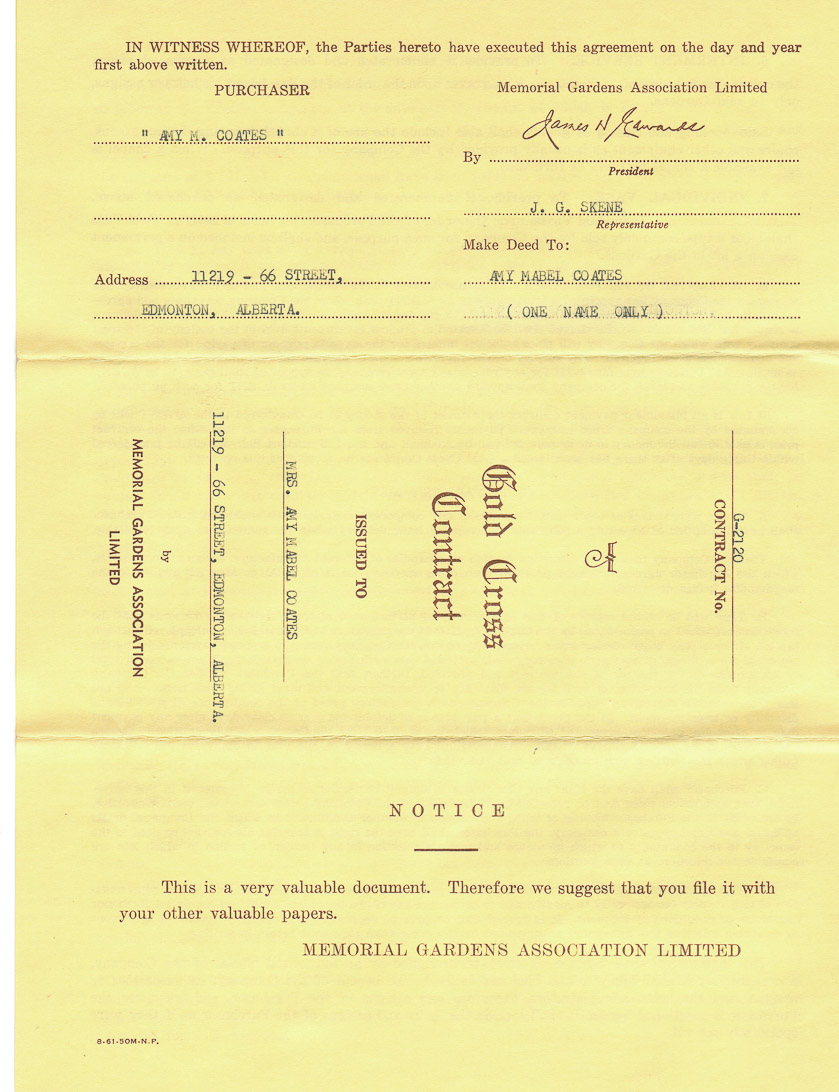 IN WITNESS WHEREOF, the Parties hereto have executed this agreement on the day and year
first above written.
PURCHASER
" AMY M. COATES "
Address 11219 - 66 STREET,
EDMONTON, ALBERTA.
Memorial Gardens Association Limited
James H Edwards
By
President
J. G. SKENE
Representative
Make Deed To:
AMY MABEL COATES
( ONE NAME ONLY )
G-2120
CONTRACT No.
Gold Cross
Contract
ISSUED TO
MRS. AMY MABEL COATES
11219 - 66 STREET, EDMONTON, ALBERTA.
by
MEMORIAL GARDENS ASSOCIATION
LIMITED
NOTICE
This is a very valuable document. Therefore we suggest that you file it with
your other valuable papers.
MEMORIAL GARDENS ASSOCIATION LIMITED
8-61-50M-N.P.